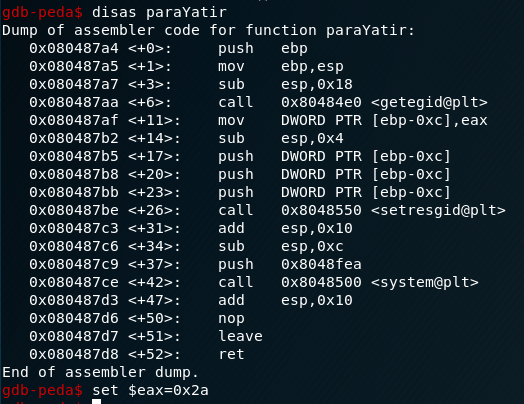 gdb-peda$ disas paraYatir
Dump of assembler code for function paraYatir:
0x080487a4 <+0>: push ebp
0x080487a5 <+1>: mov ebp,esp
0x080487a7 <+3>: sub esp,0x18
0x080487aa <+6>: call 0x80484e0 <getegid@plt>
0x080487af <+11>: mov DWORD PTR [ebp-0xc],eax
0x080487b2 <+14>: sub esp,0x4
0x080487b5 <+17>: push DWORD PTR [ebp-0xc]
0x080487b8 <+20>: push DWORD PTR [ebp-0xc]
0x080487bb <+23>: push DWORD PTR [ebp-0xc]
0x080487be <+26>: call 0x8048550 <setresgid@plt>
0x080487c3 <+31>: add esp,0x10
0x080487c6 <+34>: sub esp,0xc
0x080487c9 <+37>: push 0x8048fea
0x080487ce <+42>: call 0x8048500 <system@plt>
0x080487d3 <+47>: add esp,0x10
0x080487d6 <+50>: nop
0x080487d7 <+51>: leave
0x080487d8 <+52>: ret
End of assembler dump.
gdb-peda$ set $eax=0x2a